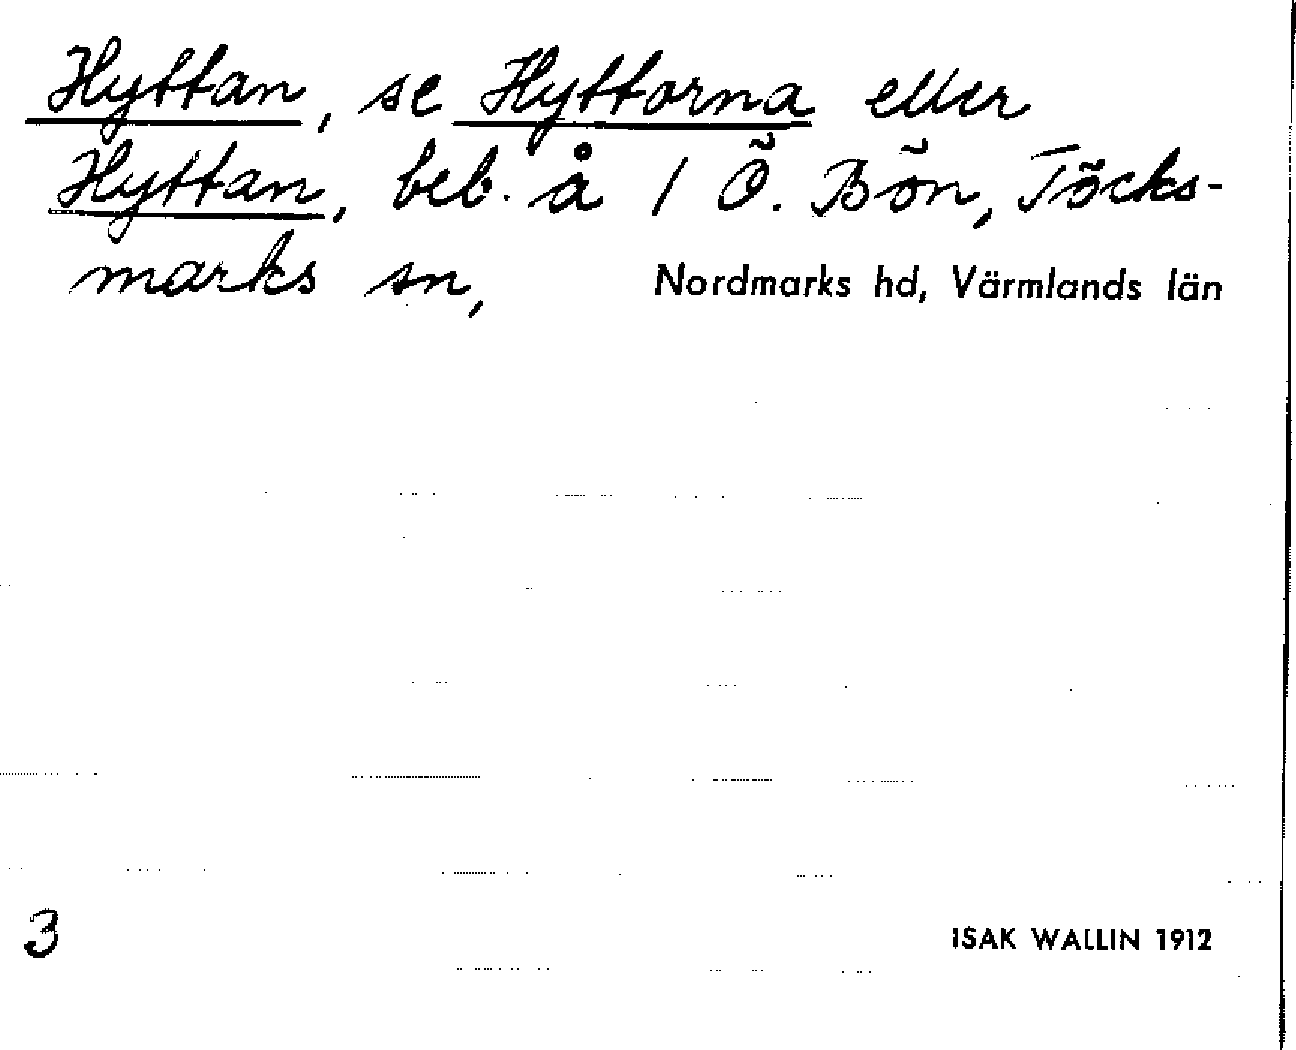 Hyttan, se Hyttorna eller
Hyttan, beb. å 1 Ö. Bön, Töcks-
marks sn, Nordmarks hd, Värmlands län
3
ISAK WALLIN 1912